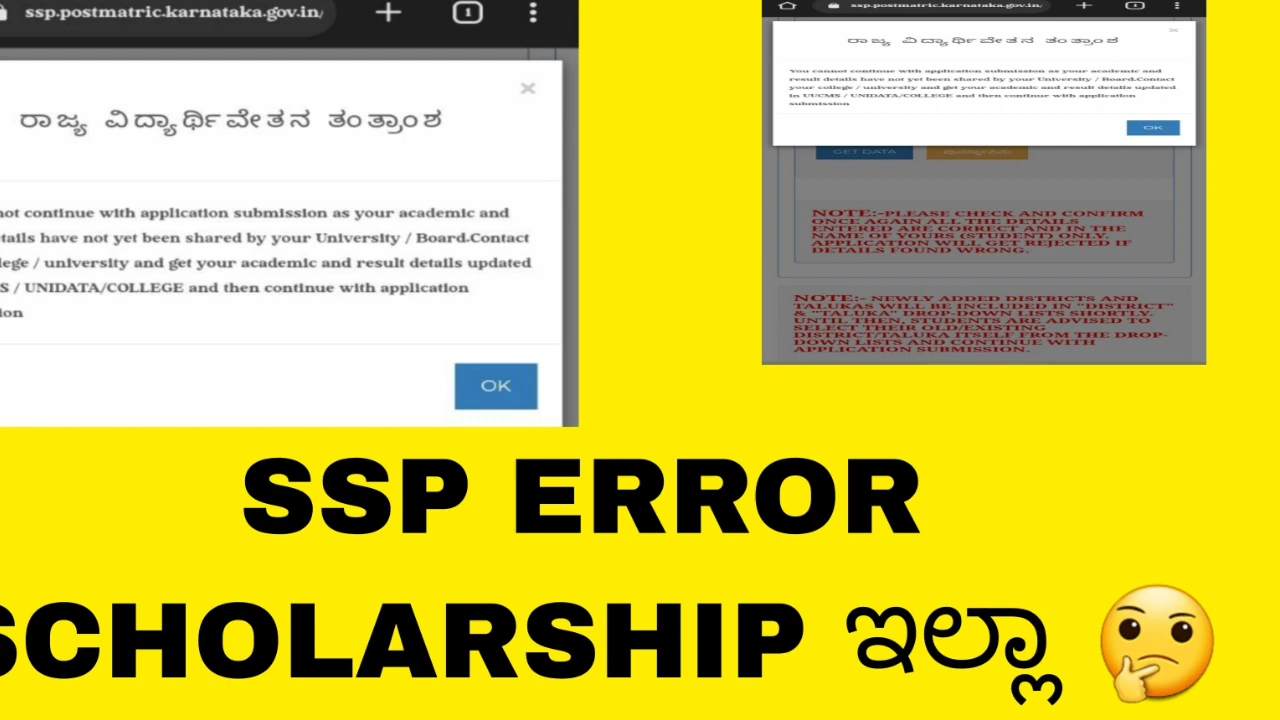 ssp.postmatric.karnataka.gov.in/
1
×
ರಾಜ್ಯ ವಿದ್ಯಾರ್ಥಿವೇತನ ತಂತ್ರಾಂಶ
not continue with application submission as your academic and
tails have not yet been shared by your University / Board.Contact
lege / university and get your academic and result details updated
S / UNIDATA/COLLEGE and then continue with application
ion
OK
ssp.postmatric.karnataka.gov.in/
1
×
ರಾಜ್ಯ ವಿದ್ಯಾರ್ಥಿವೇತನ ತಂತ್ರಾಂಶ
You cannot continue with application submission as your academic and
result details have not yet been shared by your University / Board.Contact
your college / university and get your academic and result details updated
in UUCMS / UNIDATA/COLLEGE and then continue with application
submission
OK
GET DATA
NOTE:-PLEASE CHECK AND CONFIRM
ONCE AGAIN ALL THE DETAILS
ENTERED ARE CORRECT AND IN THE
NAME OF YOURS (STUDENT) ONLY.
APPLICATION WILL GET REJECTED IF
DETAILS FOUND WRONG.
NOTE:- NEWLY ADDED DISTRICTS AND
TALUKAS WILL BE INCLUDED IN "DISTRICT"
& "TALUKA" DROP-DOWN LISTS SHORTLY.
UNTIL THEN, STUDENTS ARE ADVISED TO
SELECT THEIR OLD/EXISTING
DISTRICT/TALUKA ITSELF FROM THE DROP-
DOWN LISTS AND CONTINUE WITH
APPLICATION SUBMISSION.
SSP ERROR
SCHOLARSHIP ಇಲ್ಲಾ